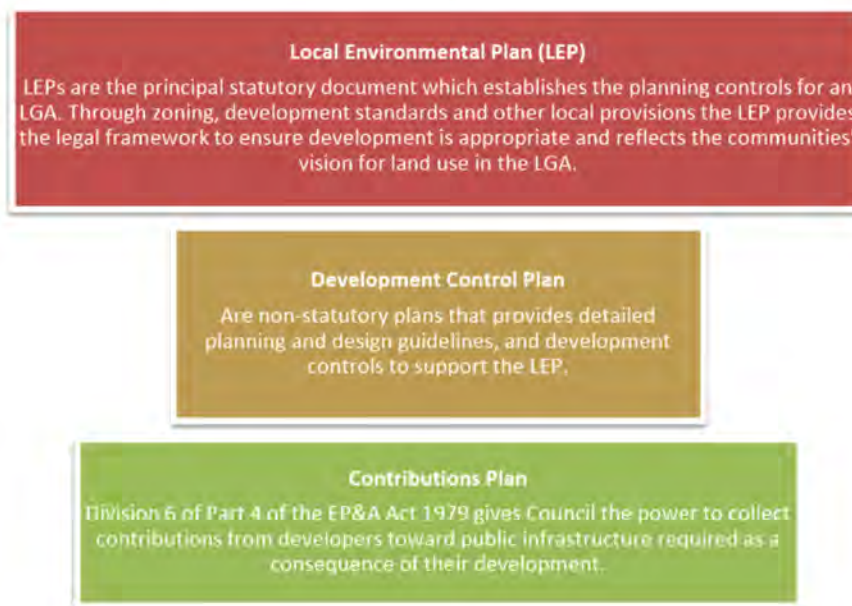 Local Environmental Plan (LEP)
LEPs are the principal statutory document which establishes the planning controls for an
LGA. Through zoning, development standards and other local provisions the LEP provides
the legal framework to ensure development is appropriate and reflects the communities'
vision for land use in the LGA.
Development Control Plan
Are non-statutory plans that provides detailed
planning and design guidelines, and development
controls to support the LEP.
Contributions Plan
Division 6 of Part 4 of the EP&A Act 1979 gives Council the power to collect
contributions from developers toward public infrastructure required as a
consequence of their development.